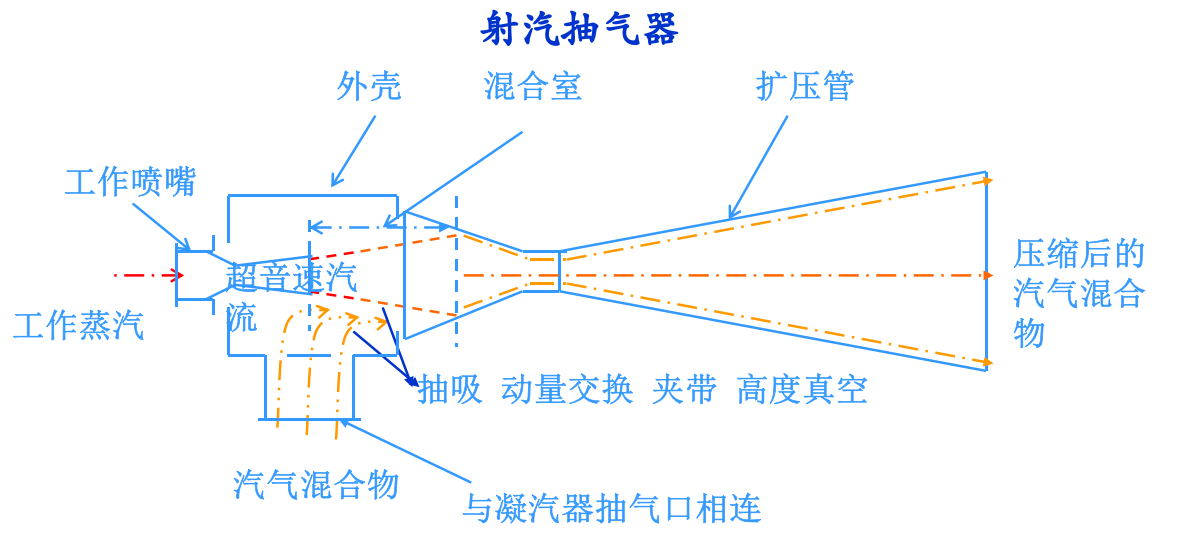 射汽抽气器
外壳
混合室
扩压管
工作喷嘴
超音速汽
流
工作蒸汽
压缩后的
汽气混合
物
抽吸 动量交换 夹带 高度真空
汽气混合物
与凝汽器抽气口相连